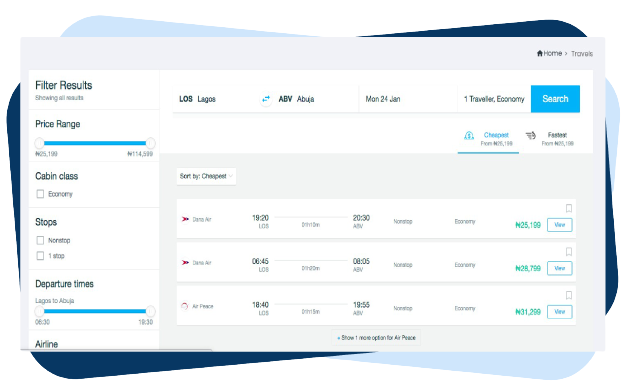 Home > Travels
Filter Results
Showing all results
Price Range
₦25,199 ₦114,599
Cabin class
Economy
Stops
Nonstop
1 stop
Departure times
Lagos to Abuja
06:30 19:30
Airline
LOS Lagos ABV Abuja Mon 24 Jan 1 Traveller, Economy Search
Cheapest
From ₦25,199
Fastest
From ₦25,199
Sort by: Cheapest
Dana Air 19:20 LOS 01h10m 20:30 ABV Nonstop Economy ₦25,199 View
Dana Air 06:45 LOS 01h20m 08:05 ABV Nonstop Economy ₦28,799 View
Air Peace 18:40 LOS 01h15m 19:55 ABV Nonstop Economy ₦31,299 View
+ Show 1 more option for Air Peace